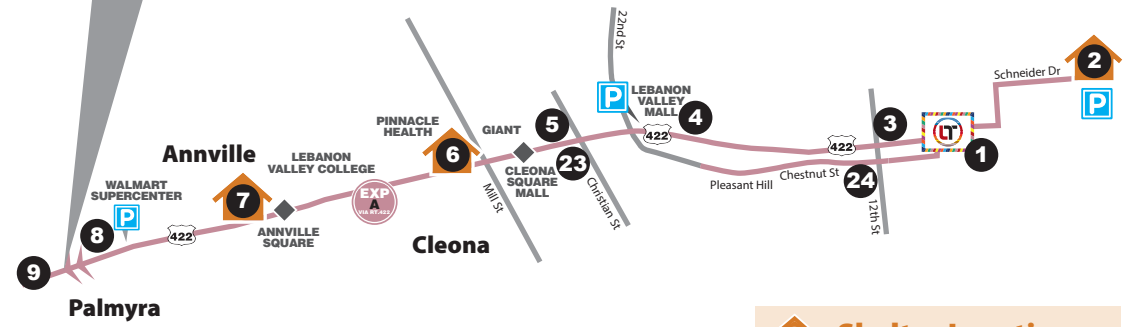 22nd St
2
Schneider Dr
P
P
LEBANON
VALLEY
MALL
4
422
3
422
LT
1
5
GIANT
PINNACLE
HEALTH
6
23
CLEONA
SQUARE
MALL
Christian St
Mill St
Pleasant Hill
Chestnut St
24
12th St
Annville
LEBANON
VALLEY COLLEGE
EXP
A
VIA RT.422
Cleona
WALMART
SUPERCENTER
P
7
ANNVILLE
SQUARE
422
8
9
Palmyra